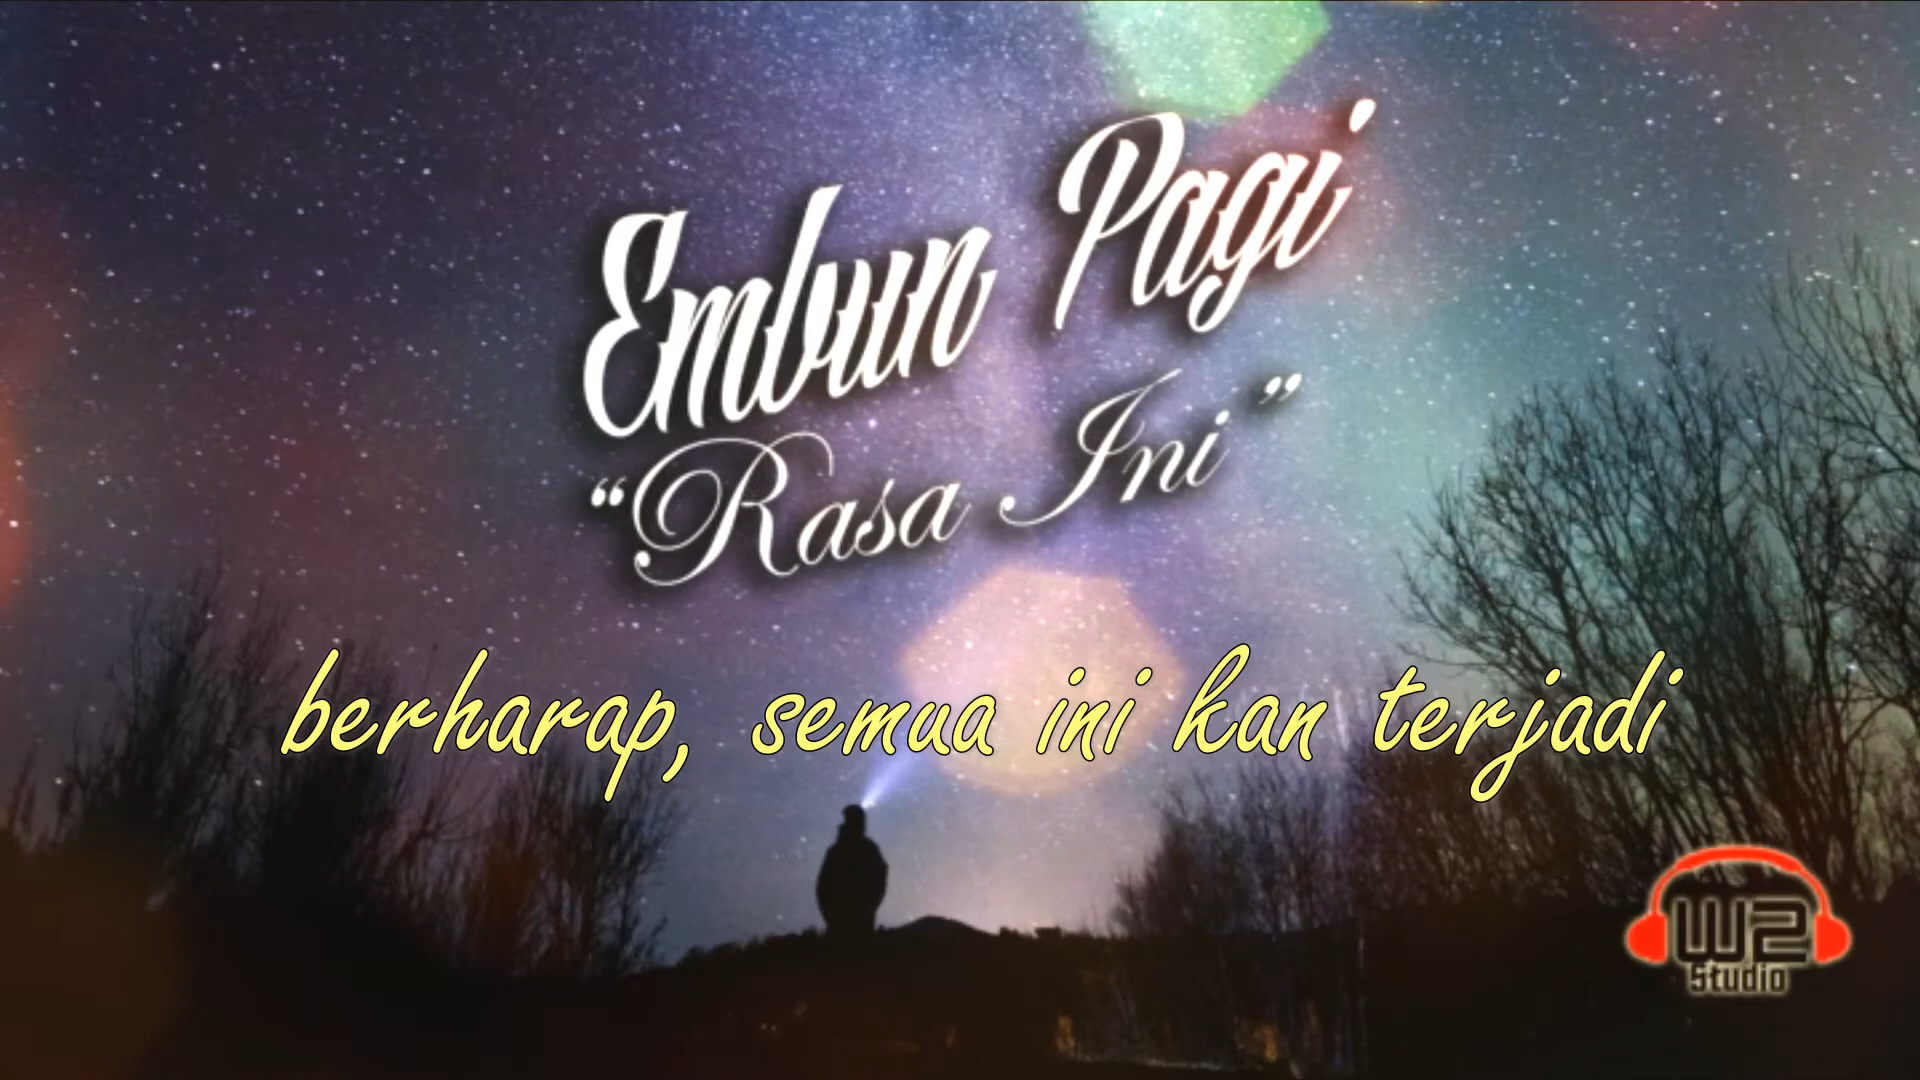 Embun Pagi
“Rasa Ini”
berharap, semua ini kan terjadi
W2
Studio